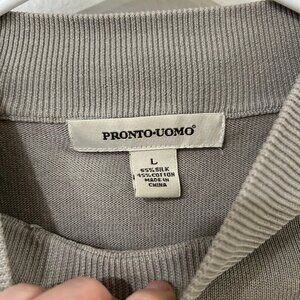 PRONTO-UOMO®
L
55% SILK
45% COTTON
MADE IN
CHINA